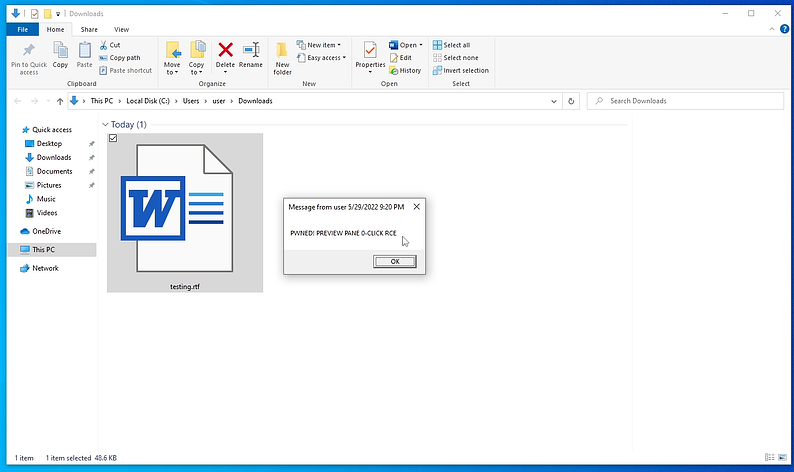 Downloads
File Home Share View
Pin to Quick access
Copy
Paste
Cut
Copy path
Paste shortcut
Clipboard
Move to
Copy to
Delete
Rename
Organize
New folder
New item
Easy access
New
Properties
Open
Edit
History
Open
Select all
Select none
Invert selection
Select
This PC > Local Disk (C:) > Users > user > Downloads
Search Downloads
Quick access
Desktop
Downloads
Documents
Pictures
Music
Videos
OneDrive
This PC
Network
Today (1)
W
testing.rtf
Message from user 5/29/2022 9:20 PM
PWNED! PREVIEW PANE 0-CLICK RCE
OK
1 item 1 item selected 48.6 KB